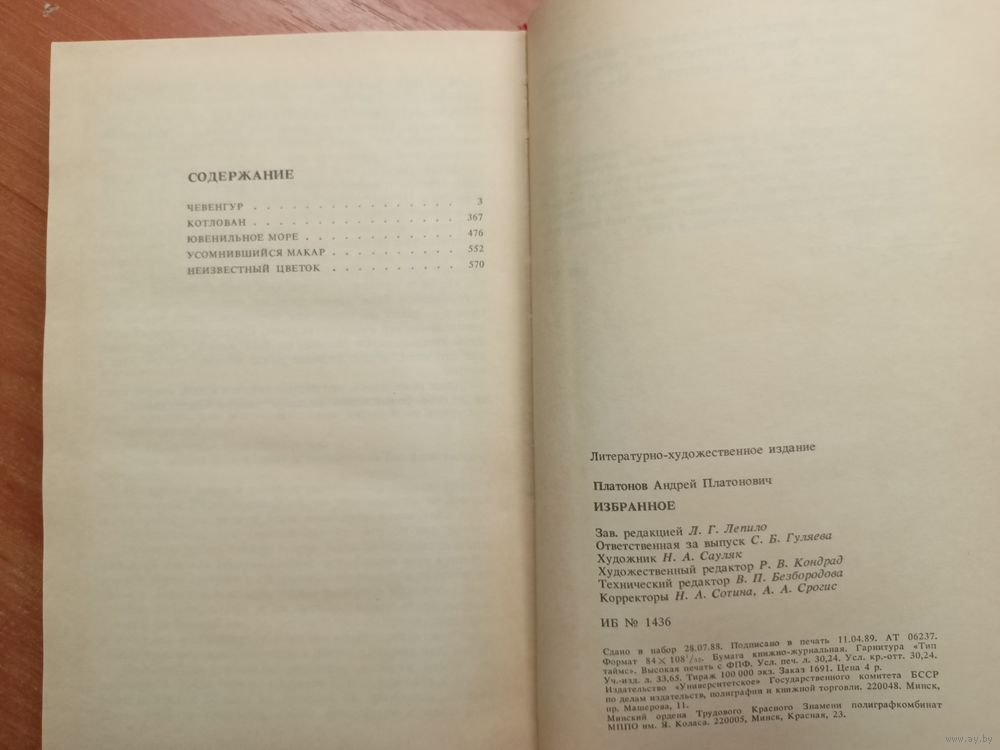 СОДЕРЖАНИЕ
ЧЕВЕНГУР . . . . . . . . . . . . . . . . 3
КОТЛОВАН . . . . . . . . . . . . . . . . 367
ЮВЕНИЛЬНОЕ МОРЕ . . . . . . . . . . . . 476
УСОМНИВШИЙСЯ МАКАР . . . . . . . . . . 552
НЕИЗВЕСТНЫЙ ЦВЕТОК . . . . . . . . . . 570
Литературно-художественное издание
Платонов Андрей Платонович
ИЗБРАННОЕ
Зав. редакцией Л. Г. Лепило
Ответственная за выпуск С. Б. Гуляева
Художник Н. А. Сауляк
Художественный редактор Р. В. Кондрад
Технический редактор В. П. Безбородова
Корректоры Н. А. Сотина, А. А. Срогис
ИБ № 1436
Сдано в набор 28.07.88. Подписано в печать 11.04.89. АТ 06237.
Формат 84×108¹/₃₂. Бумага книжно-журнальная. Гарнитура «Тип
таймс». Высокая печать с ФПФ. Усл. печ. л. 30,24. Усл. кр.-отт. 30,24.
Уч.-изд. л. 33,65. Тираж 100 000 экз. Заказ 1691. Цена 4 р.
Издательство «Университетское» Государственного комитета БССР
по делам издательств, полиграфии и книжной торговли. 220048. Минск,
пр. Машерова, 11.
Минский ордена Трудового Красного Знамени полиграфкомбинат
МППО им. Я. Коласа. 220005, Минск, Красная, 23.
www.ay.by